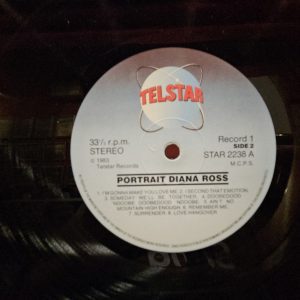 TELSTAR
33⅓ r.p.m.
STEREO
℗ 1983
Telstar Records
Record 1
SIDE 2
STAR 2238 A
M.C.P.S.
PORTRAIT DIANA ROSS
1. I'M GONNA MAKE YOU LOVE ME 2. I SECOND THAT EMOTION
3. SOMEDAY WE'LL BE TOGETHER, 4. DOOBEDOOD
NDOOBE DOOBEDOOD NDOOBE, 5. AIN'T NO
MOUNTAIN HIGH ENOUGH, 6. REMEMBER ME,
7. SURRENDER 8. LOVE HANGOVER